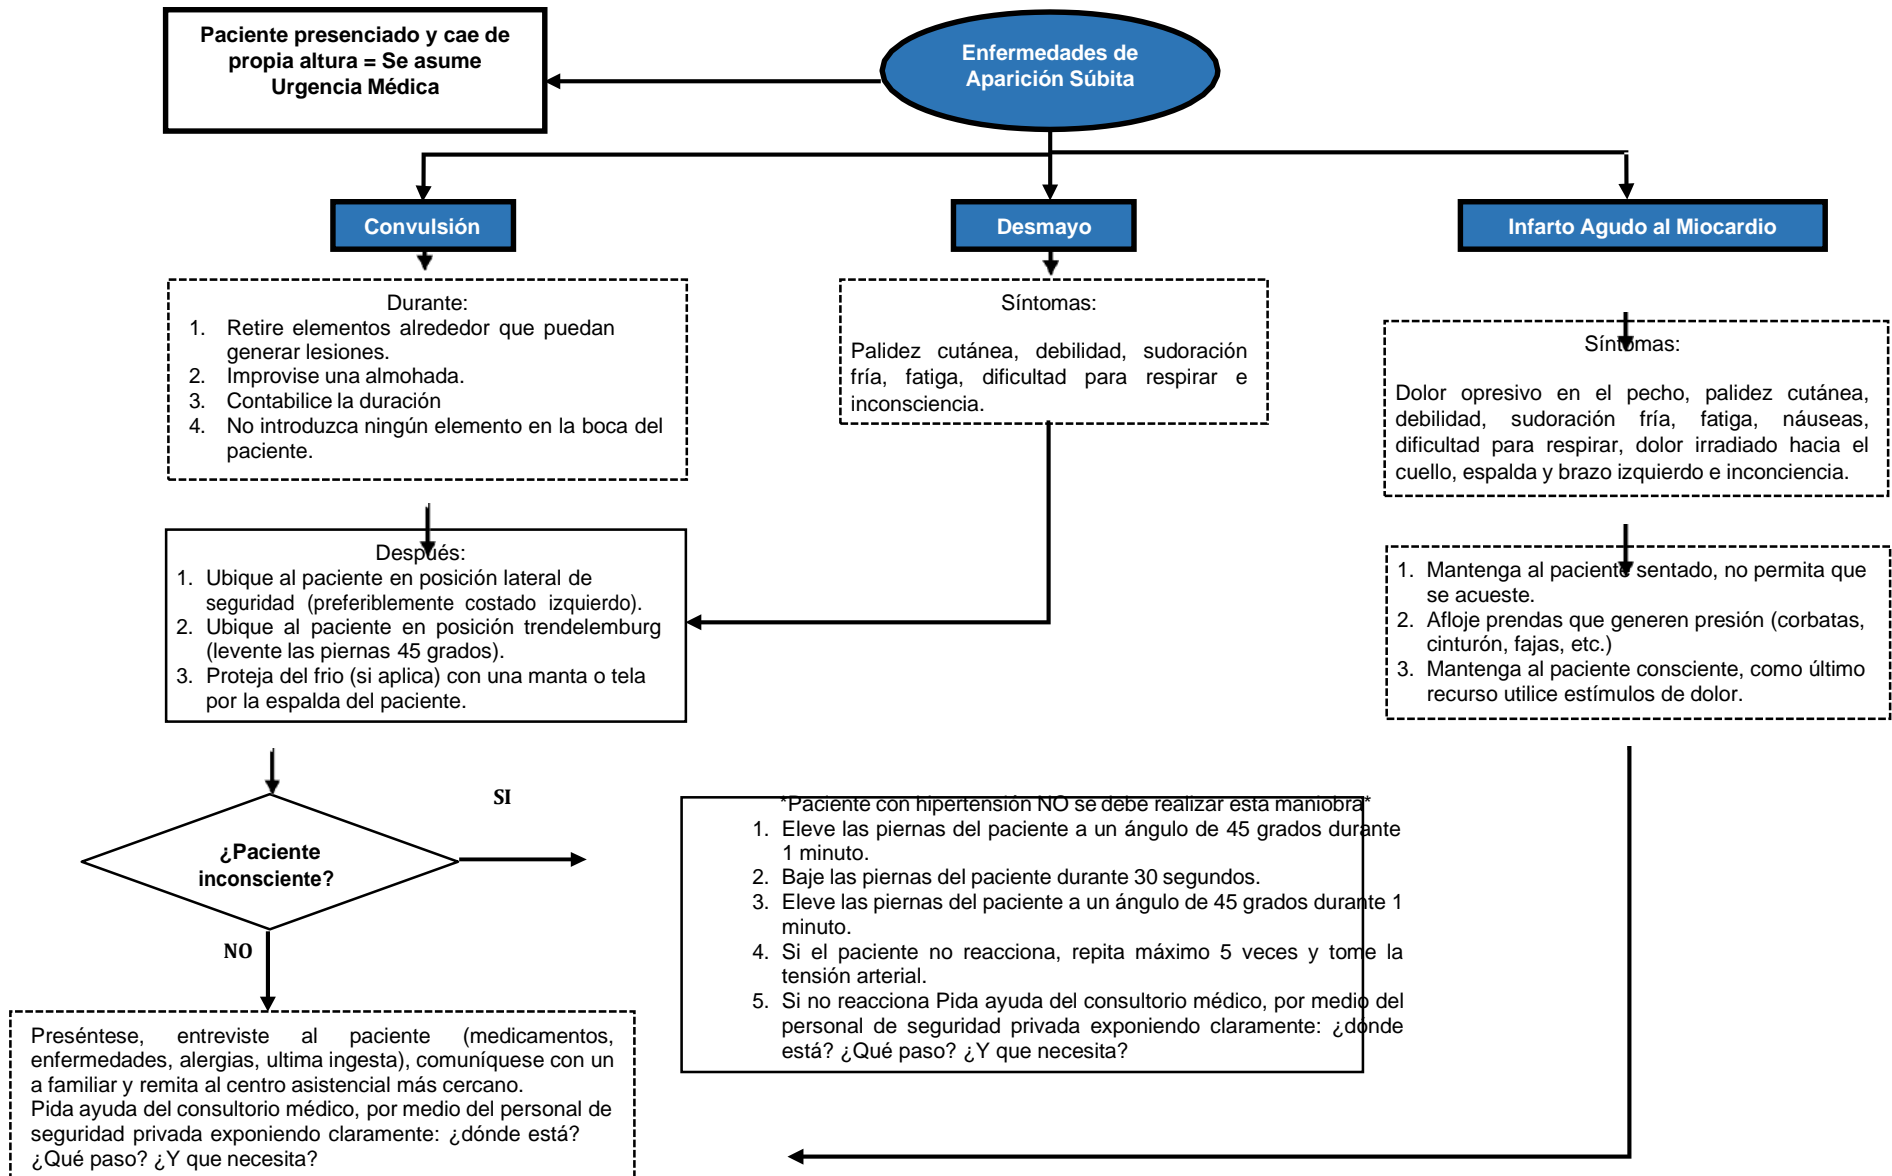 Paciente presenciado y cae de
propia altura = Se asume
Urgencia Médica
Enfermedades de
Aparición Súbita
Convulsión
Desmayo
Infarto Agudo al Miocardio
Durante:
1. Retire elementos alrededor que puedan
generar lesiones.
2. Improvise una almohada.
3. Contabilice la duración
4. No introduzca ningún elemento en la boca del
paciente.
Síntomas:
Palidez cutánea, debilidad, sudoración
fría, fatiga, dificultad para respirar e
inconsciencia.
Síntomas:
Dolor opresivo en el pecho, palidez cutánea,
debilidad, sudoración fría, fatiga, náuseas,
dificultad para respirar, dolor irradiado hacia el
cuello, espalda y brazo izquierdo e inconciencia.
Después:
1. Ubique al paciente en posición lateral de
seguridad (preferiblemente costado izquierdo).
2. Ubique al paciente en posición trendelemburg
(levente las piernas 45 grados).
3. Proteja del frio (si aplica) con una manta o tela
por la espalda del paciente.
1. Mantenga al paciente sentado, no permita que
se acueste.
2. Afloje prendas que generen presión (corbatas,
cinturón, fajas, etc.)
3. Mantenga al paciente consciente, como último
recurso utilice estímulos de dolor.
¿Paciente
inconsciente?
SI
NO
*Paciente con hipertensión NO se debe realizar esta maniobra*
1. Eleve las piernas del paciente a un ángulo de 45 grados durante
1 minuto.
2. Baje las piernas del paciente durante 30 segundos.
3. Eleve las piernas del paciente a un ángulo de 45 grados durante 1
minuto.
4. Si el paciente no reacciona, repita máximo 5 veces y tome la
tensión arterial.
5. Si no reacciona Pida ayuda del consultorio médico, por medio del
personal de seguridad privada exponiendo claramente: ¿dónde
está? ¿Qué paso? ¿Y que necesita?
Preséntese, entreviste al paciente (medicamentos,
enfermedades, alergias, ultima ingesta), comuníquese con un
a familiar y remita al centro asistencial más cercano.
Pida ayuda del consultorio médico, por medio del personal de
seguridad privada exponiendo claramente: ¿dónde está?
¿Qué paso? ¿Y que necesita?